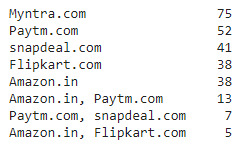 Myntra.com 75
Paytm.com 52
snapdeal.com 41
Flipkart.com 38
Amazon.in 38
Amazon.in, Paytm.com 13
Paytm.com, snapdeal.com 7
Amazon.in, Flipkart.com 5